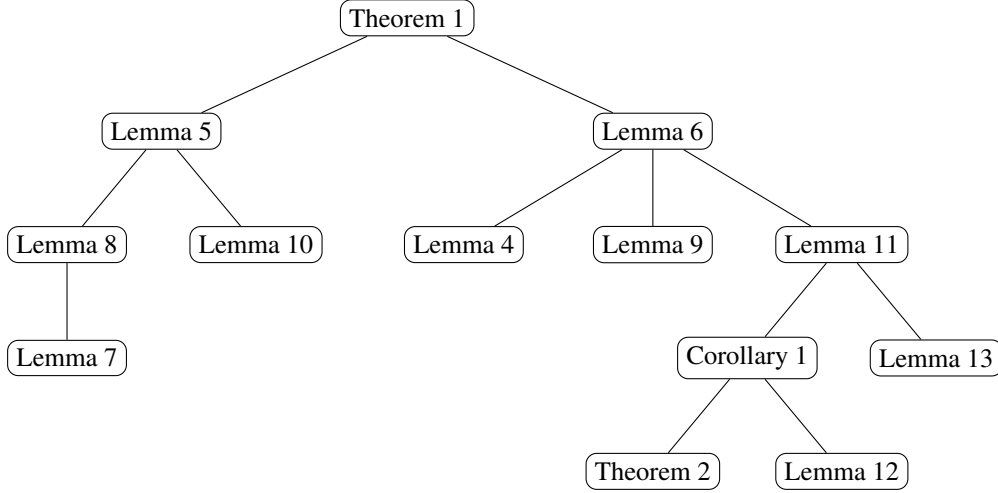 Theorem 1
Lemma 5
Lemma 6
Lemma 8
Lemma 10
Lemma 4
Lemma 9
Lemma 11
Lemma 7
Corollary 1
Lemma 13
Theorem 2
Lemma 12